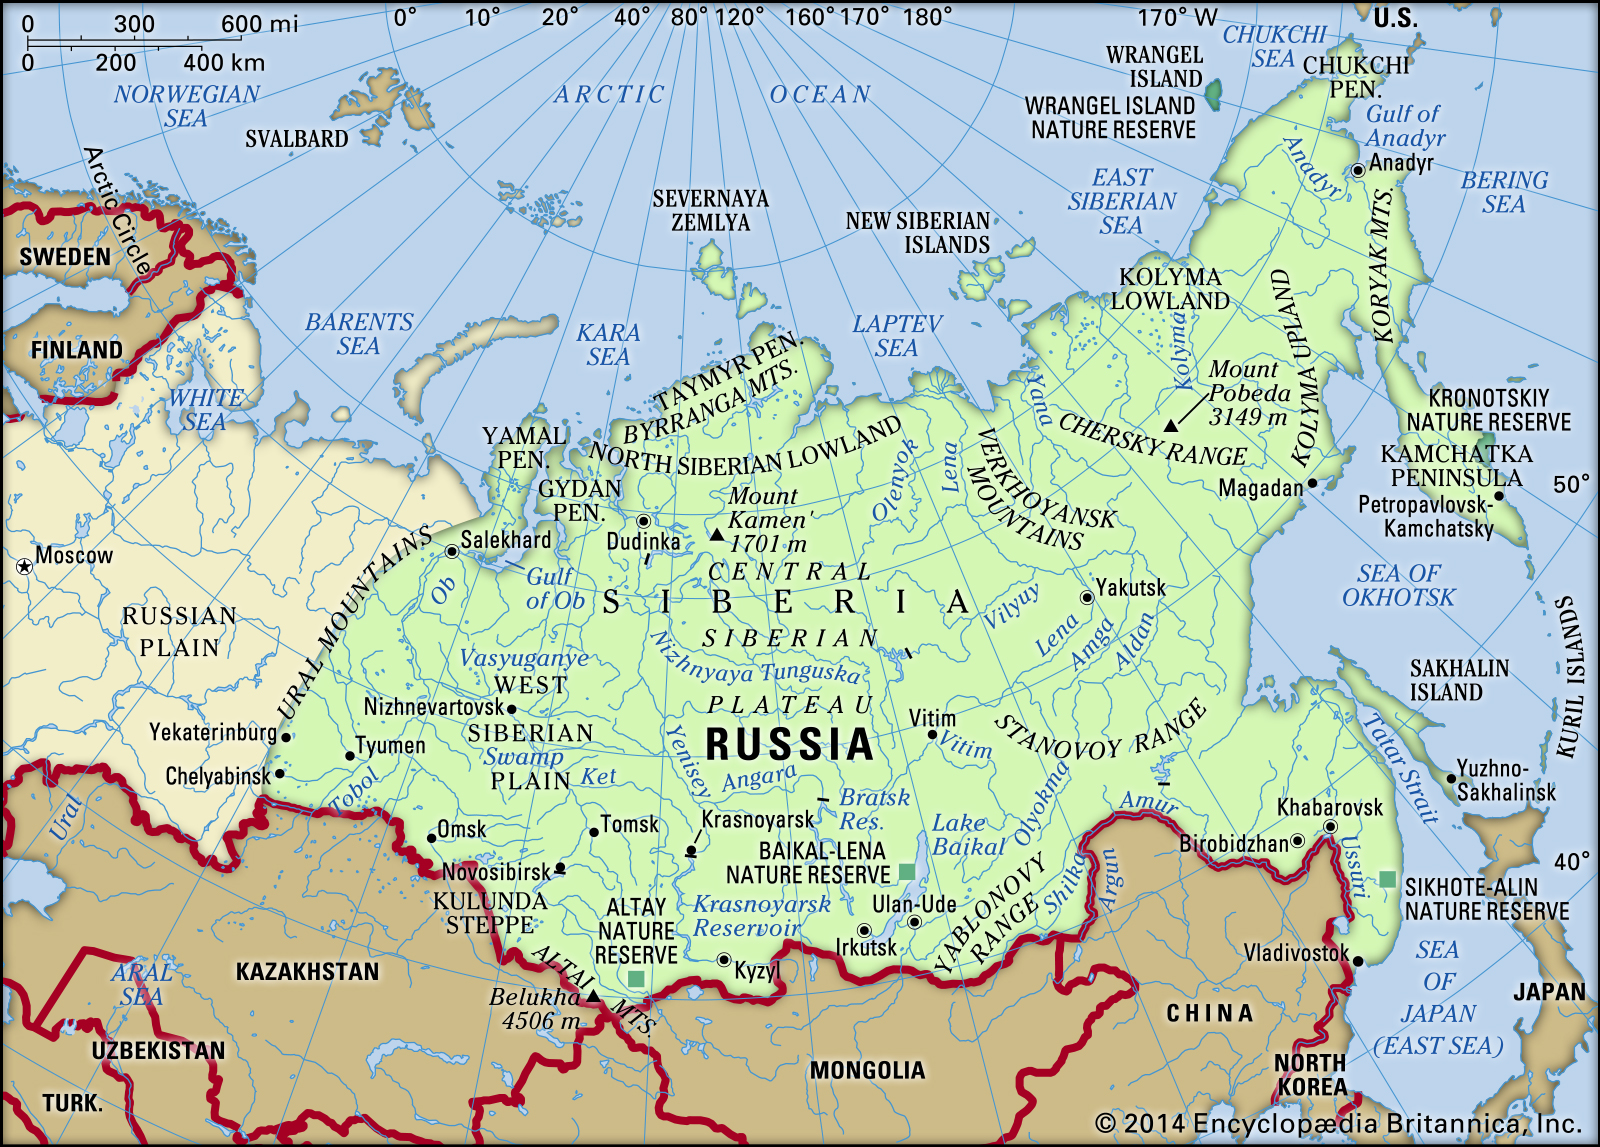 0 300 600 mi
0 200 400 km
0° 10° 20° 40° 80° 120° 160° 170° 180° 170° W
U.S.
CHUKCHI
SEA
CHUKCHI
PEN.
WRANGEL
ISLAND
WRANGEL ISLAND
NATURE RESERVE
NORWEGIAN
SEA
ARCTIC OCEAN
SVALBARD
Gulf of
Anadyr
Anadyr
Anadyr
Arctic Circle
EAST
SIBERIAN
SEA
BERING
SEA
SEVERNAYA
ZEMLYA
NEW SIBERIAN
ISLANDS
SWEDEN
KORYAK MTS.
KOLYMA
LOWLAND
KOLYMA UPLAND
BARENTS
SEA
KARA
SEA
LAPTEV
SEA
FINLAND
TAYMYR PEN.
BYRRANGA MTS.
Kolyma
Mount
Pobeda
3149 m
WHITE
SEA
Yana
KRONOTSKIY
NATURE RESERVE
YAMAL
PEN.
NORTH SIBERIAN LOWLAND
Olenyok
Lena
CHERSKY RANGE
VERKHOYANSK
MOUNTAINS
KAMCHATKA
PENINSULA
50°
GYDAN
PEN.
Mount
Kamen'
1701 m
Magadan
Petropavlovsk-
Kamchatsky
Moscow
Salekhard
Dudinka
URAL MOUNTAINS
Ob
Gulf
of Ob
CENTRAL
SIBERIA
SIBERIAN
PLATEAU
Vilyuy
Yakutsk
Lena
Amga
Aldan
SEA OF
OKHOTSK
KURIL ISLANDS
RUSSIAN
PLAIN
Nizhnyaya Tunguska
Vasyuganye
WEST
Nizhnevartovsk
SIBERIAN
Swamp
PLAIN
Ket
SAKHALIN
ISLAND
Yekaterinburg
Tyumen
Chelyabinsk
Tobol
RUSSIA
Vitim
Vitim
STANOVOY RANGE
Yenisey
Angara
Tatar Strait
Yuzhno-
Sakhalinsk
Ural
Omsk
Tomsk
Krasnoyarsk
Bratsk
Res.
Lake
Baikal
Olyokma
Amur
Khabarovsk
Birobidzhan
Ussuri
40°
Novosibirsk
BAIKAL-LENA
NATURE RESERVE
KULUNDA
STEPPE
ALTAY
NATURE
RESERVE
Krasnoyarsk
Reservoir
Ulan-Ude
Irkutsk
YABLONOVY
RANGE
Shilka
Argun
SIKHOTE-ALIN
NATURE RESERVE
Vladivostok
SEA
OF
JAPAN
(EAST SEA)
ARAL
SEA
KAZAKHSTAN
ALTAI MTS.
Belukha
4506 m
Kyzyl
JAPAN
CHINA
UZBEKISTAN
MONGOLIA
NORTH
KOREA
TURK.
© 2014 Encyclopædia Britannica, Inc.